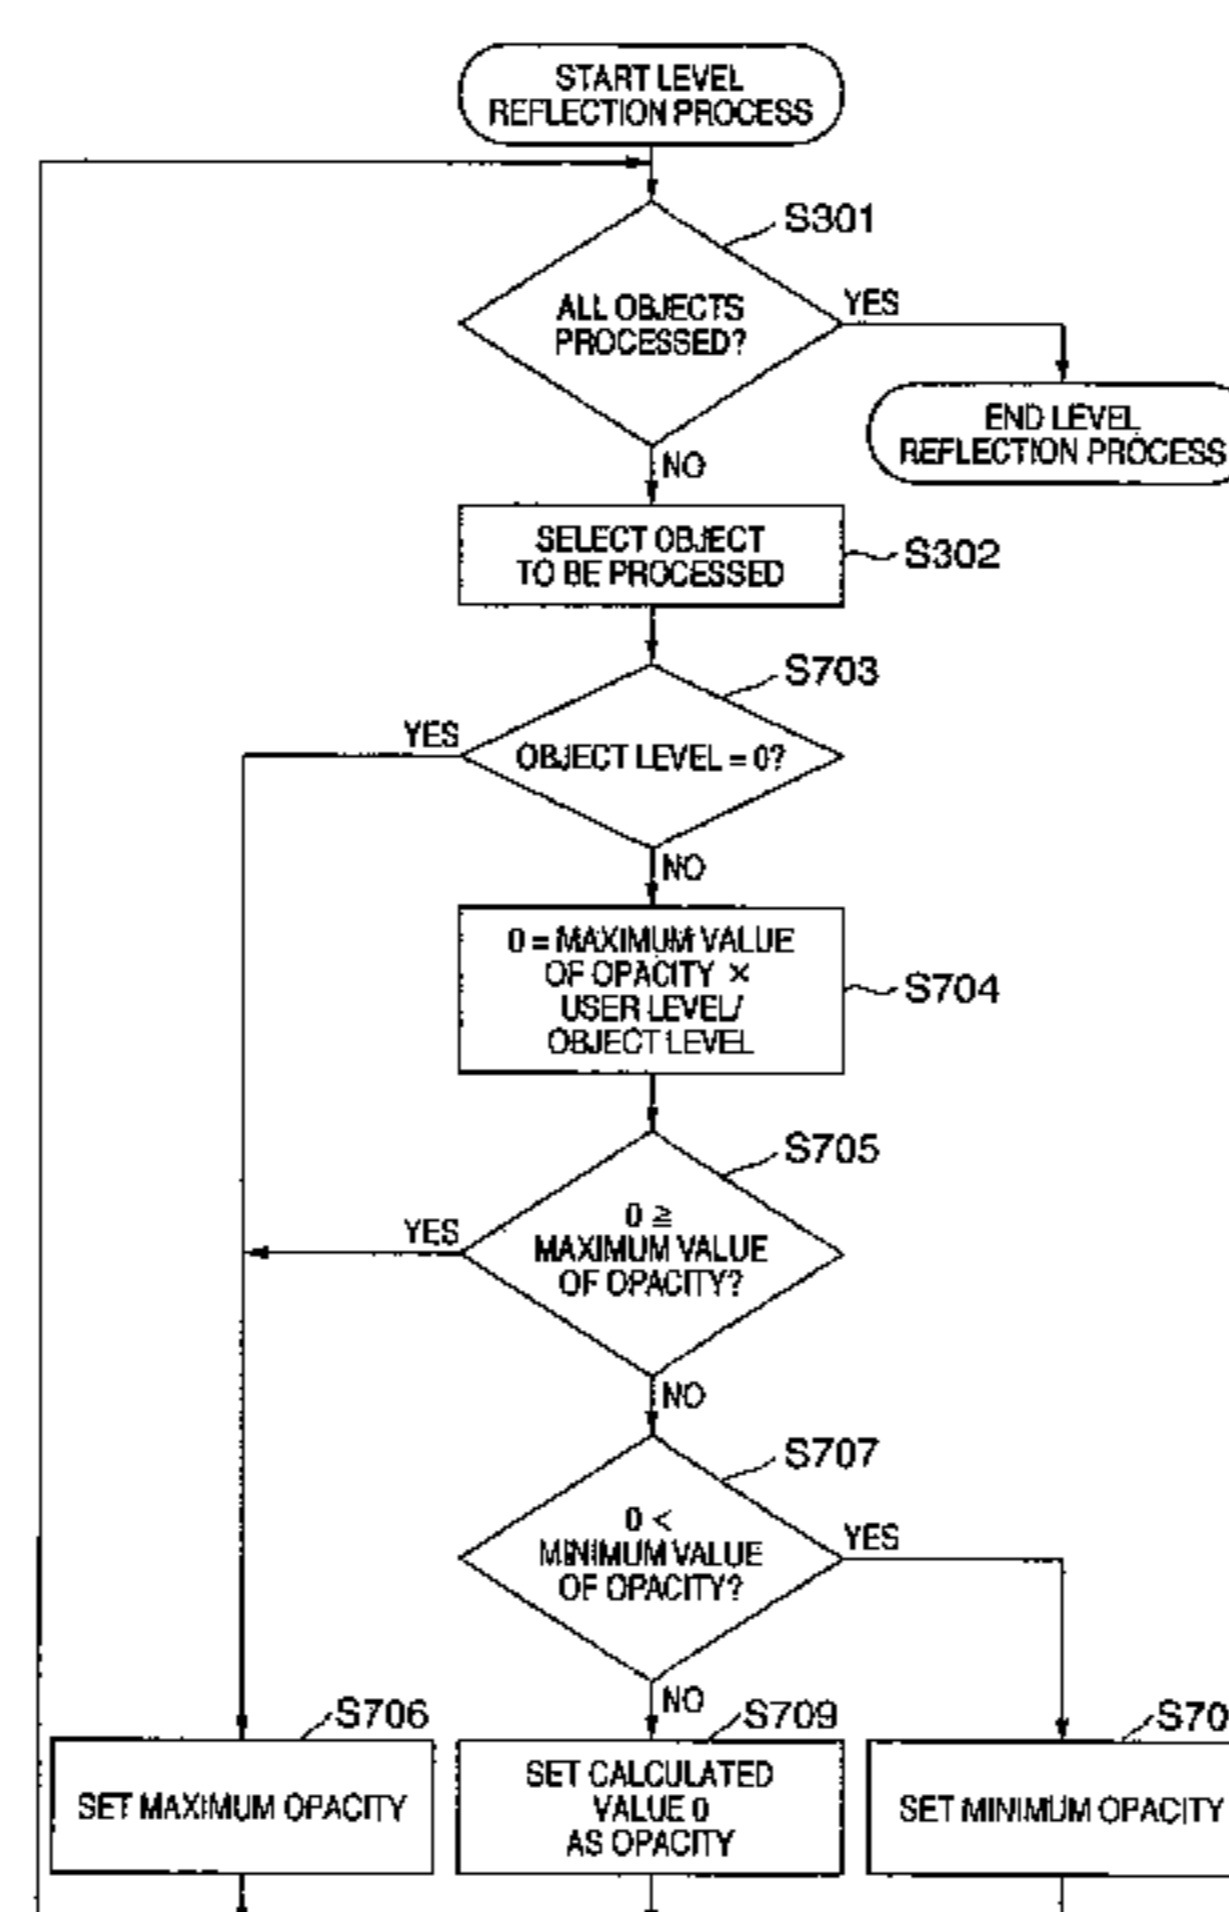 START LEVEL
REFLECTION PROCESS
S301
ALL OBJECTS
PROCESSED?
YES
END LEVEL
REFLECTION PROCESS
NO
SELECT OBJECT
TO BE PROCESSED
S302
S703
YES
OBJECT LEVEL = 0?
NO
0 = MAXIMUM VALUE
OF OPACITY ×
USER LEVEL/
OBJECT LEVEL
S704
S705
YES
0 ≧
MAXIMUM VALUE
OF OPACITY?
NO
S707
0 <
MINIMUM VALUE
OF OPACITY?
YES
NO
S706
SET MAXIMUM OPACITY
S709
SET CALCULATED
VALUE 0
AS OPACITY
S70
SET MINIMUM OPACITY